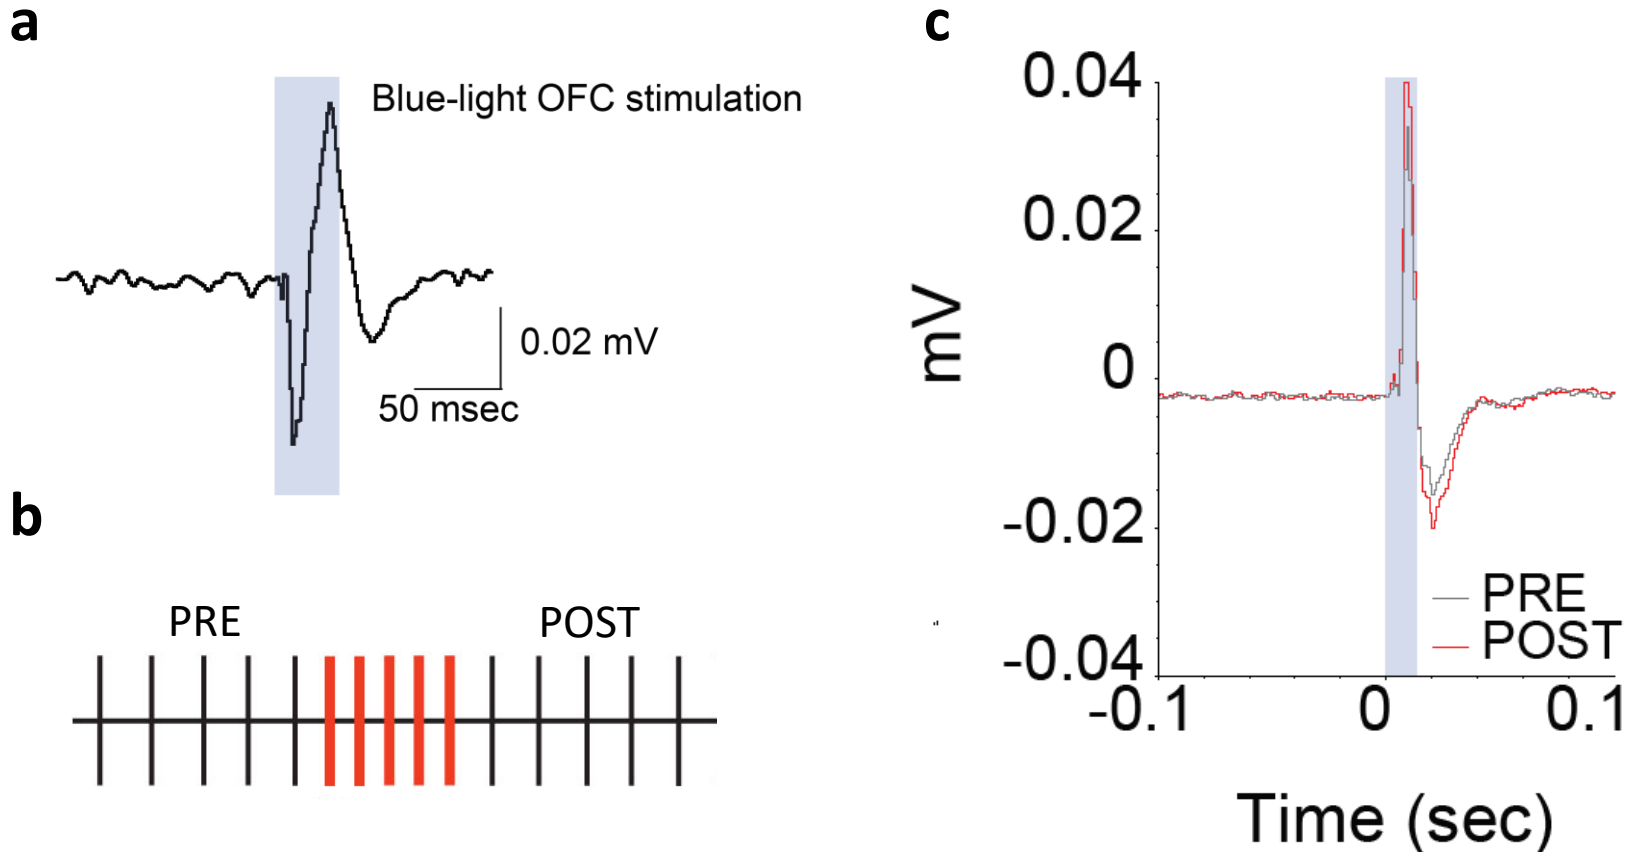 a
Blue-light OFC stimulation
0.02 mV
50 msec
b
PRE
POST
c
0.04
0.02
0
-0.02
-0.04
mV
PRE
POST
-0.1
0
0.1
Time (sec)